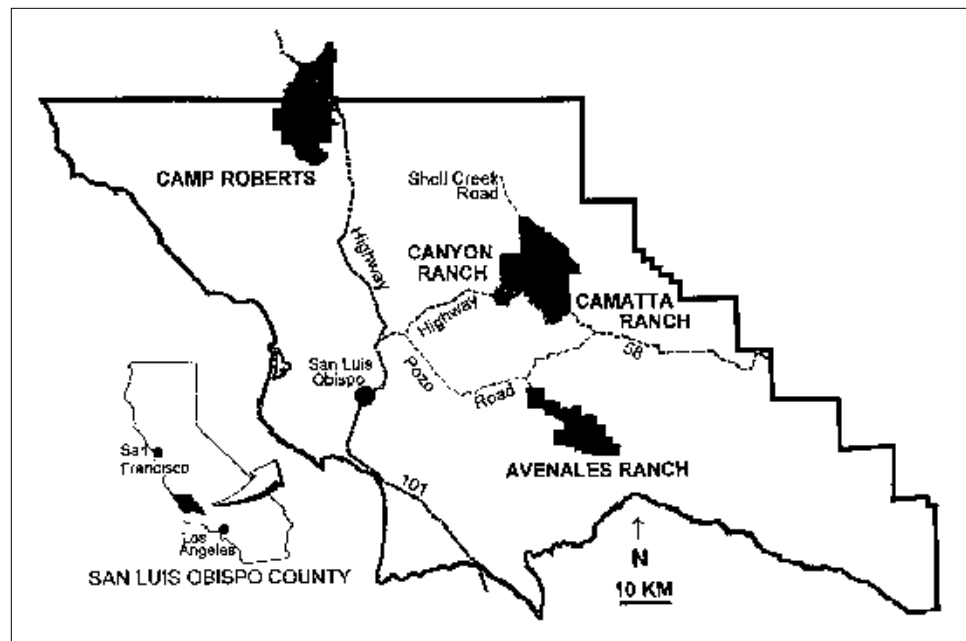 CAMP ROBERTS
Shell Creek
Road
Highway
CANYON
RANCH
Highway
CAMATTA
RANCH
58
San Luis
Obispo
Pozo
Road
AVENALES RANCH
101
San
Francisco
Los
Angeles
SAN LUIS OBISPO COUNTY
N
10 KM